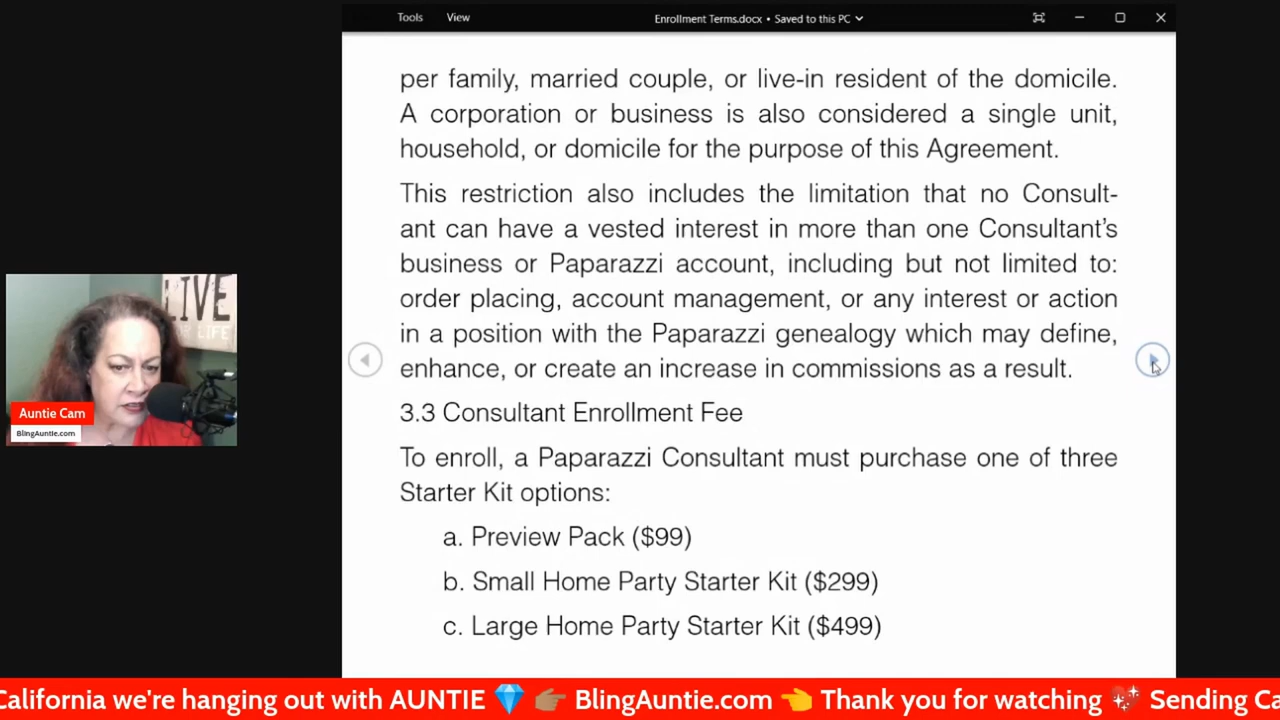 Tools View Enrollment Terms.docx • Saved to this PC
per family, married couple, or live-in resident of the domicile.
A corporation or business is also considered a single unit,
household, or domicile for the purpose of this Agreement.
This restriction also includes the limitation that no Consult-
ant can have a vested interest in more than one Consultant's
business or Paparazzi account, including but not limited to:
order placing, account management, or any interest or action
in a position with the Paparazzi genealogy which may define,
enhance, or create an increase in commissions as a result.
3.3 Consultant Enrollment Fee
To enroll, a Paparazzi Consultant must purchase one of three
Starter Kit options:
a. Preview Pack ($99)
b. Small Home Party Starter Kit ($299)
c. Large Home Party Starter Kit ($499)
LIVE
OR LIFE
Auntie Cam
BlingAuntie.com
California we're hanging out with AUNTIE 💎 👉🏽 BlingAuntie.com 👈 Thank you for watching 💖 Sending Ca